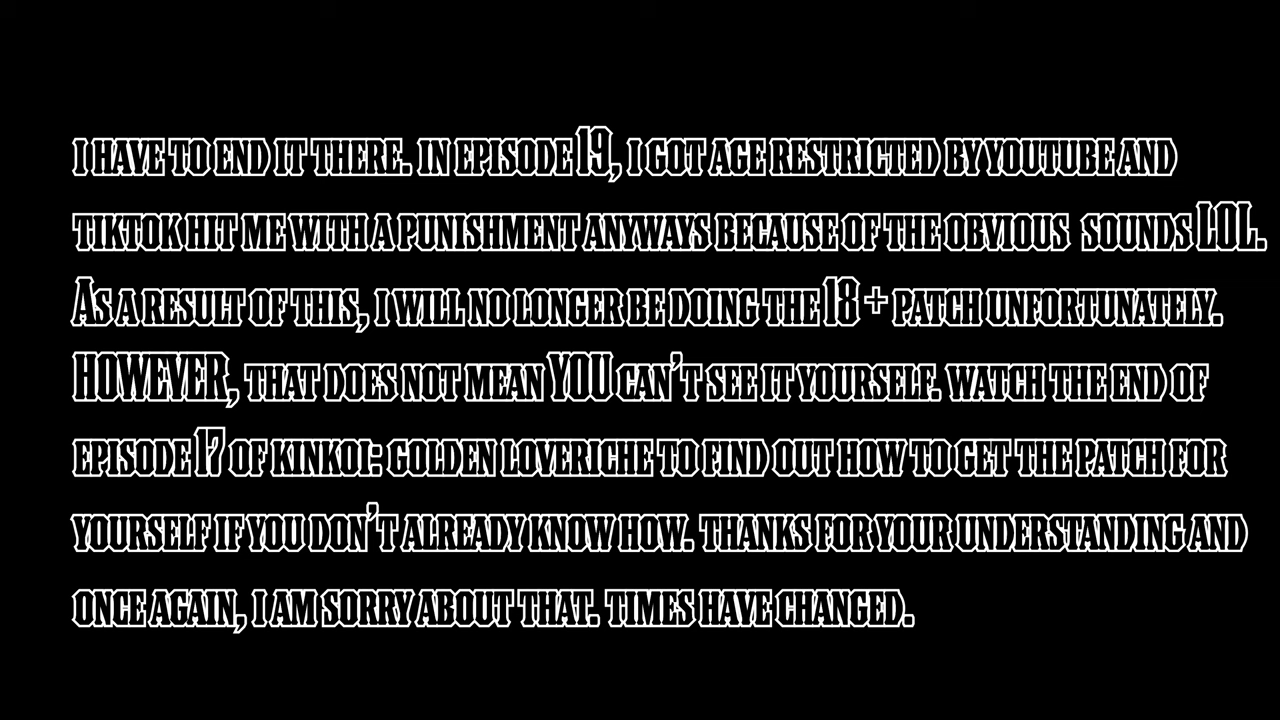 i have to end it there. in episode 19, i got age restricted by youtube and
tiktok hit me with a punishment anyways because of the obvious  sounds LOL.
As a result of this, i will no longer be doing the 18+ patch unfortunately.
HOWEVER, that does not mean YOU can't see it yourself. watch the end of
episode 17 of kinkoi: golden loveriche to find out how to get the patch for
yourself if you don't already know how. thanks for your understanding and
once again, i am sorry about that. times have changed.